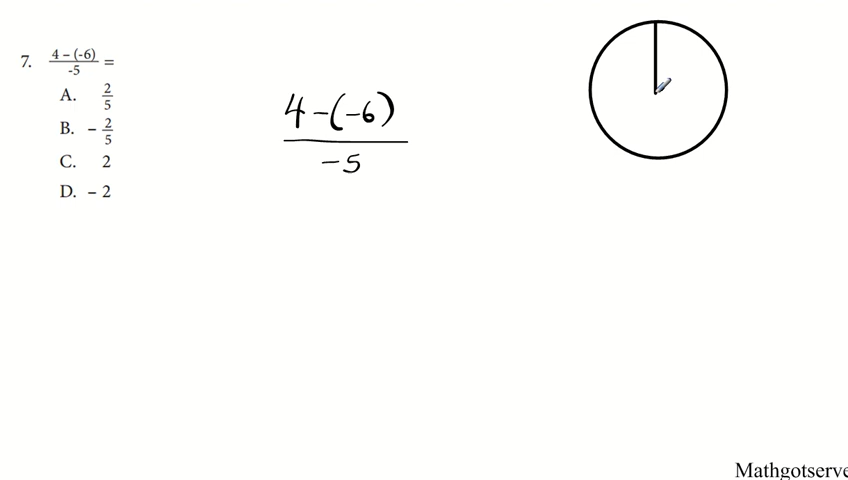 7. 4 – (-6) =
-5
A. 2
5
B. – 2
5
C. 2
D. – 2
4 – (–6)
–5
Mathgotserve